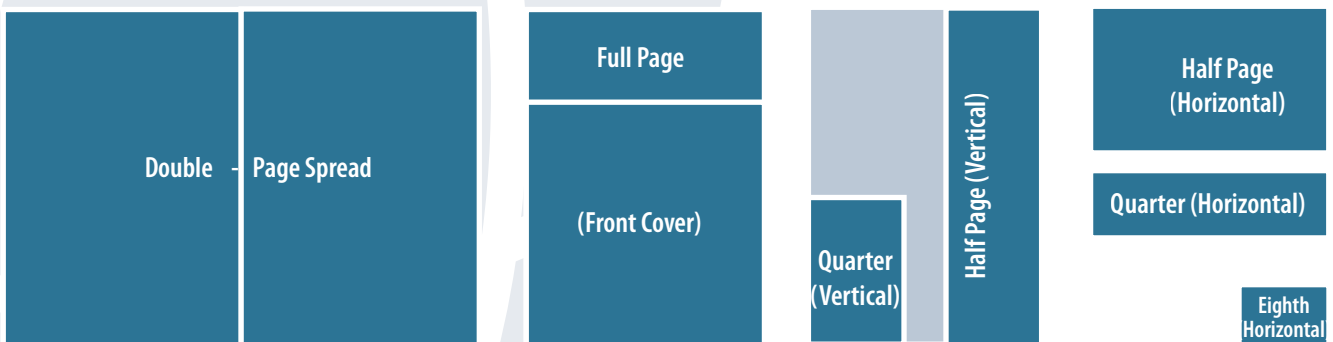 Double - Page Spread
Full Page
(Front Cover)
Quarter
(Vertical)
Half Page (Vertical)
Half Page
(Horizontal)
Quarter (Horizontal)
Eighth
Horizontal